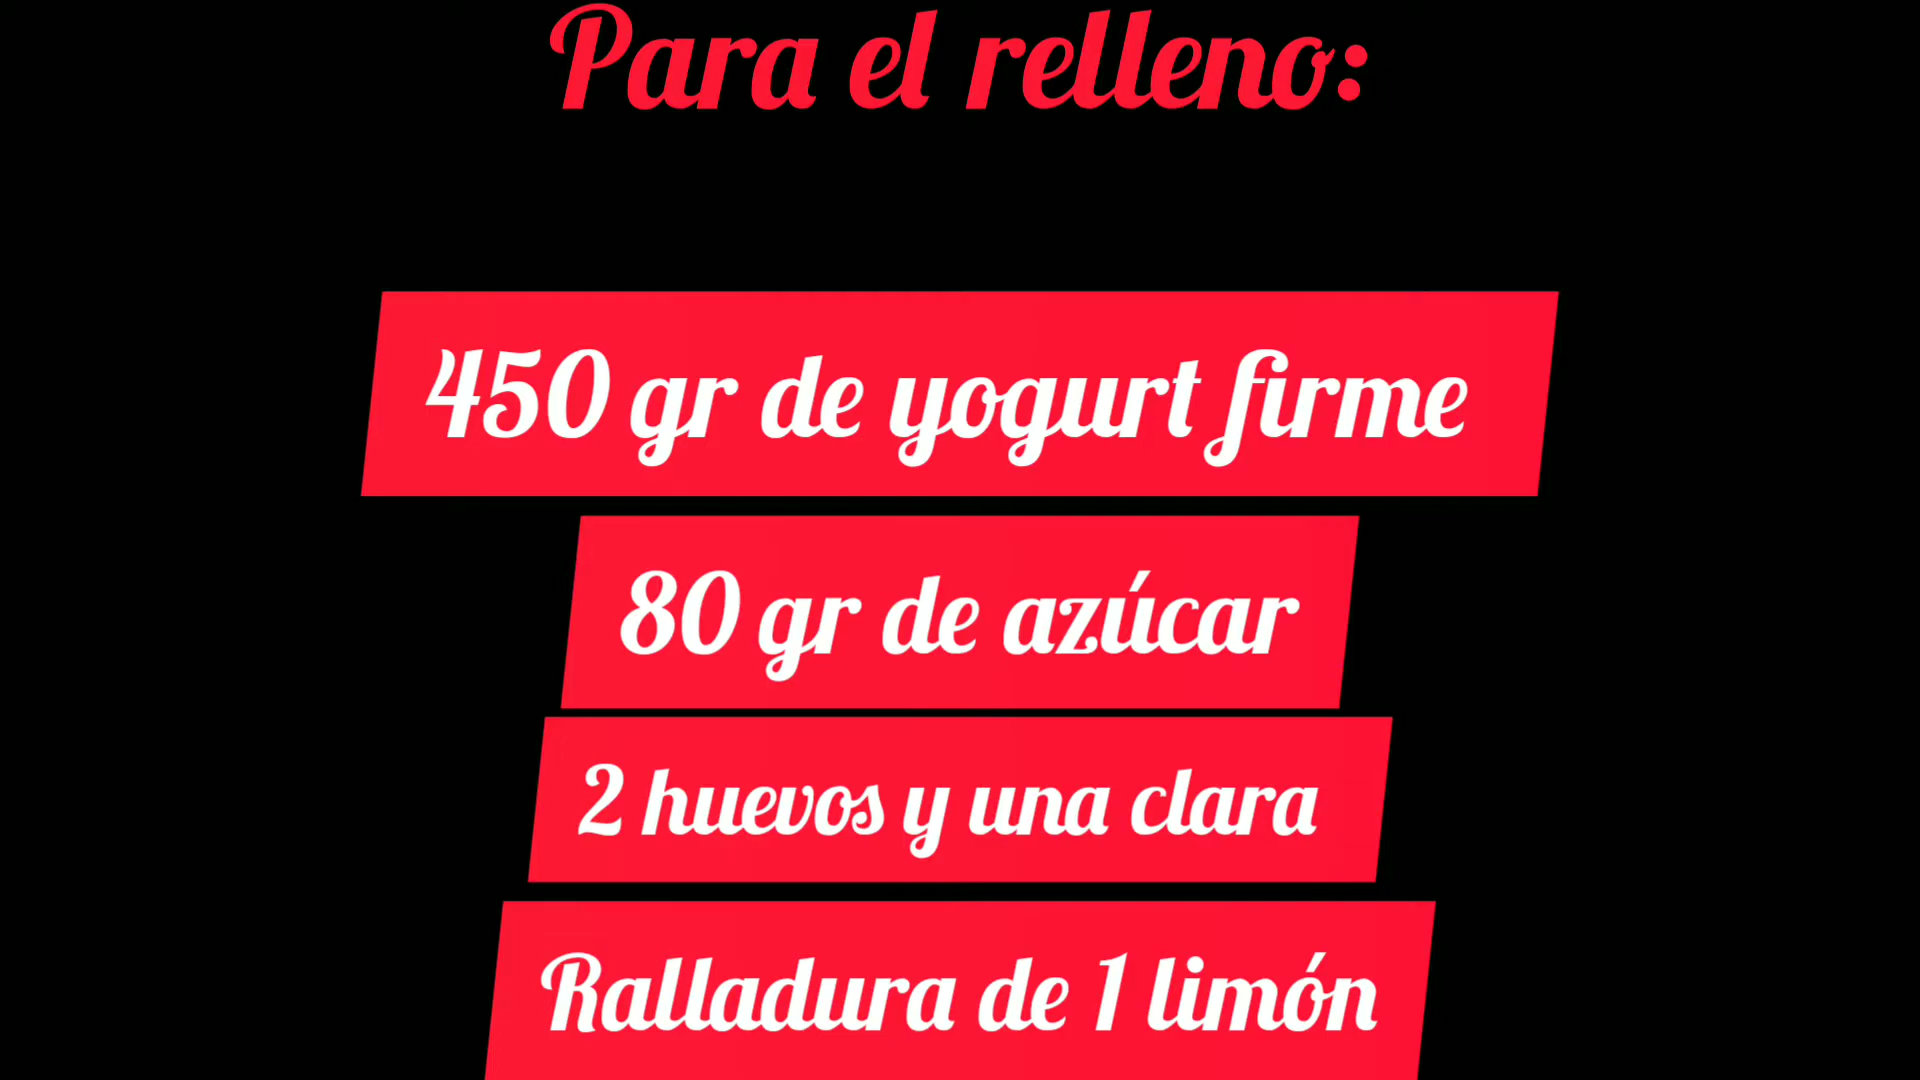 Para el relleno:
450 gr de yogurt firme
80 gr de azúcar
2 huevos y una clara
Ralladura de 1 limón